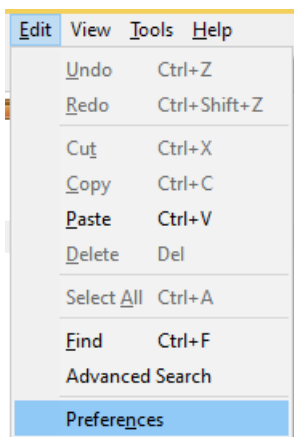 Edit View Tools Help
Undo Ctrl+Z
Redo Ctrl+Shift+Z
Cut Ctrl+X
Copy Ctrl+C
Paste Ctrl+V
Delete Del
Select All Ctrl+A
Find Ctrl+F
Advanced Search
Preferences